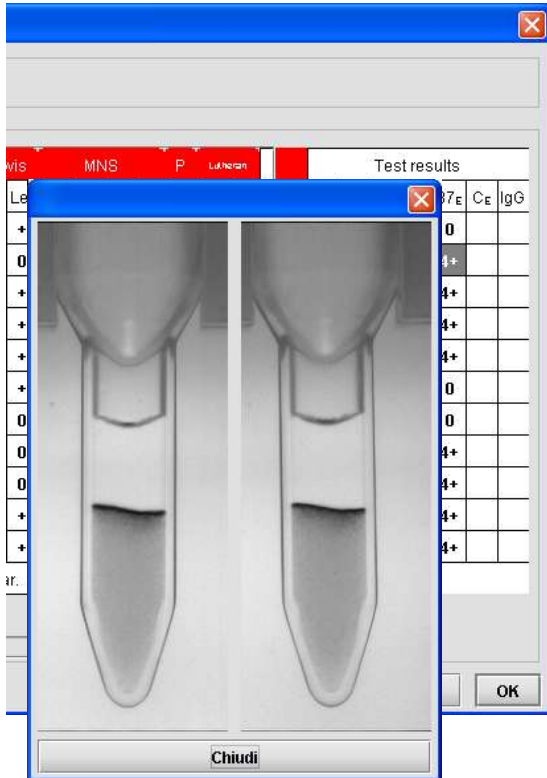 wis MNS P Lutheran Test results
Le 37E CE IgG
+ 0
0 4+
+ 4+
+ 4+
+ 4+
+ 0
0 0
0 4+
0 4+
+ 4+
+ 4+
ar.
OK
Chiudi